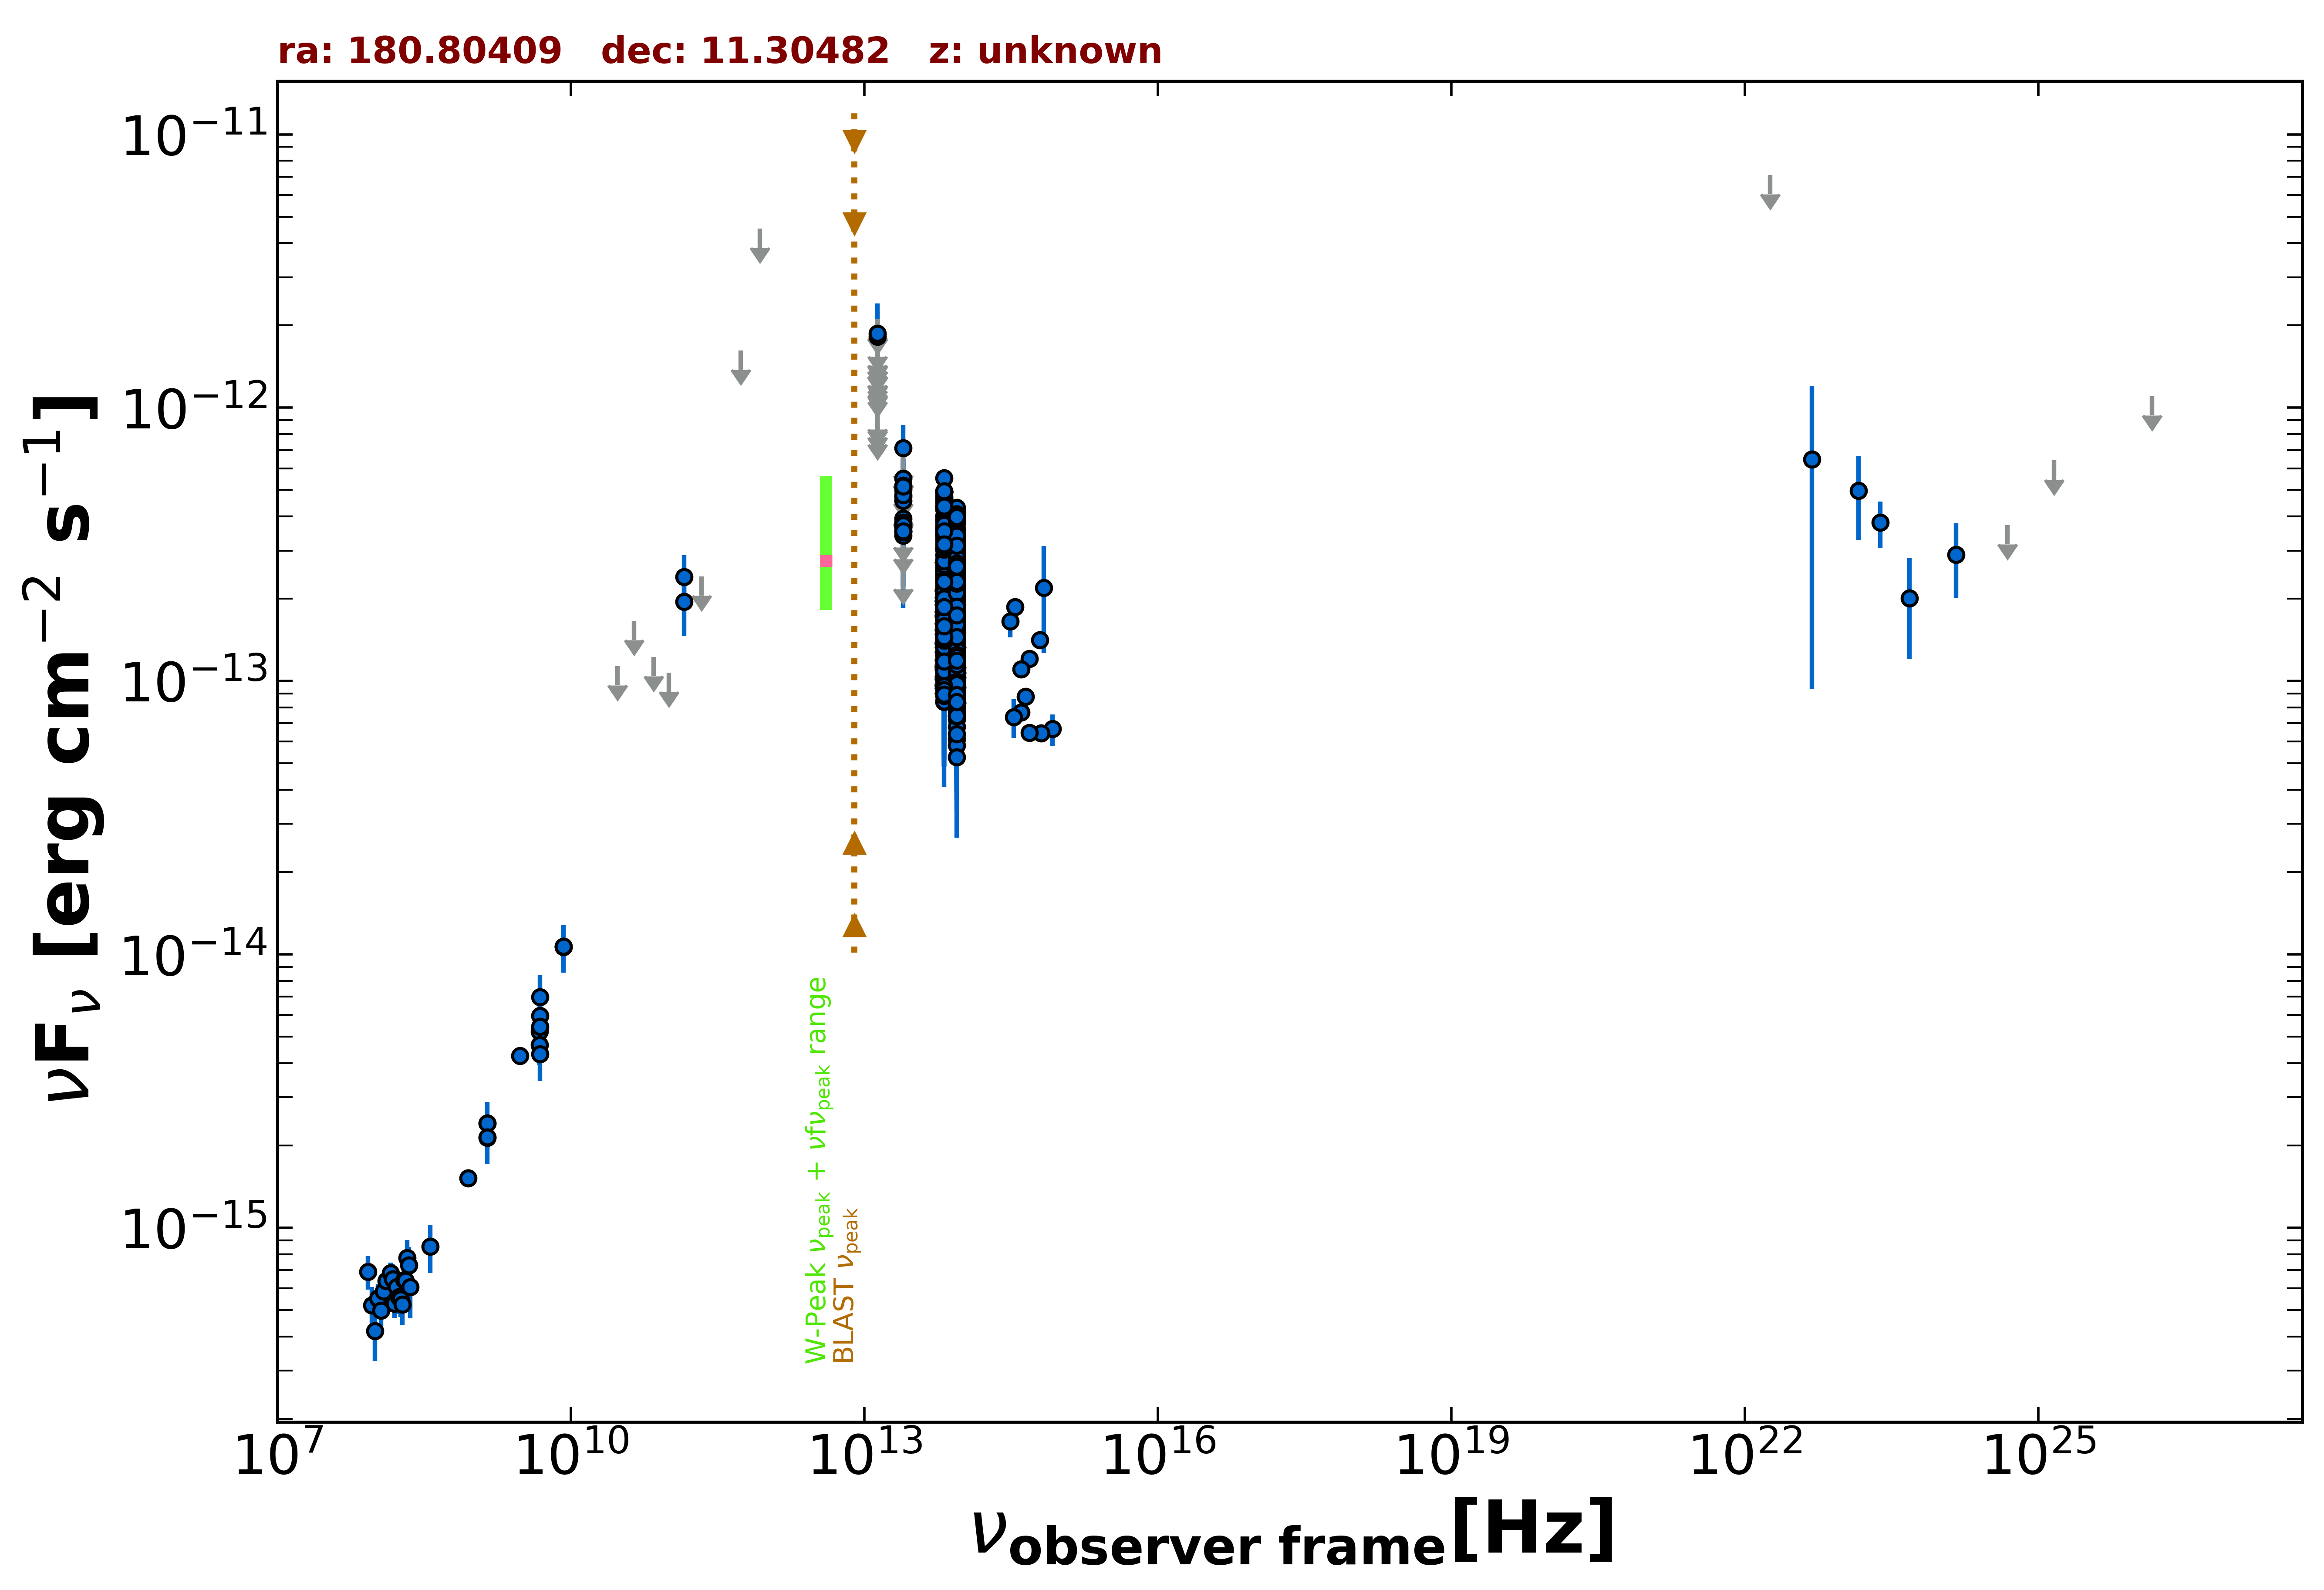 ra: 180.80409   dec: 11.30482   z: unknown
νFν [erg cm−2 s−1]
10−11
10−12
10−13
10−14
10−15
W-Peak νpeak + νfνpeak range
BLAST νpeak
107 1010 1013 1016 1019 1022 1025
νobserver frame[Hz]